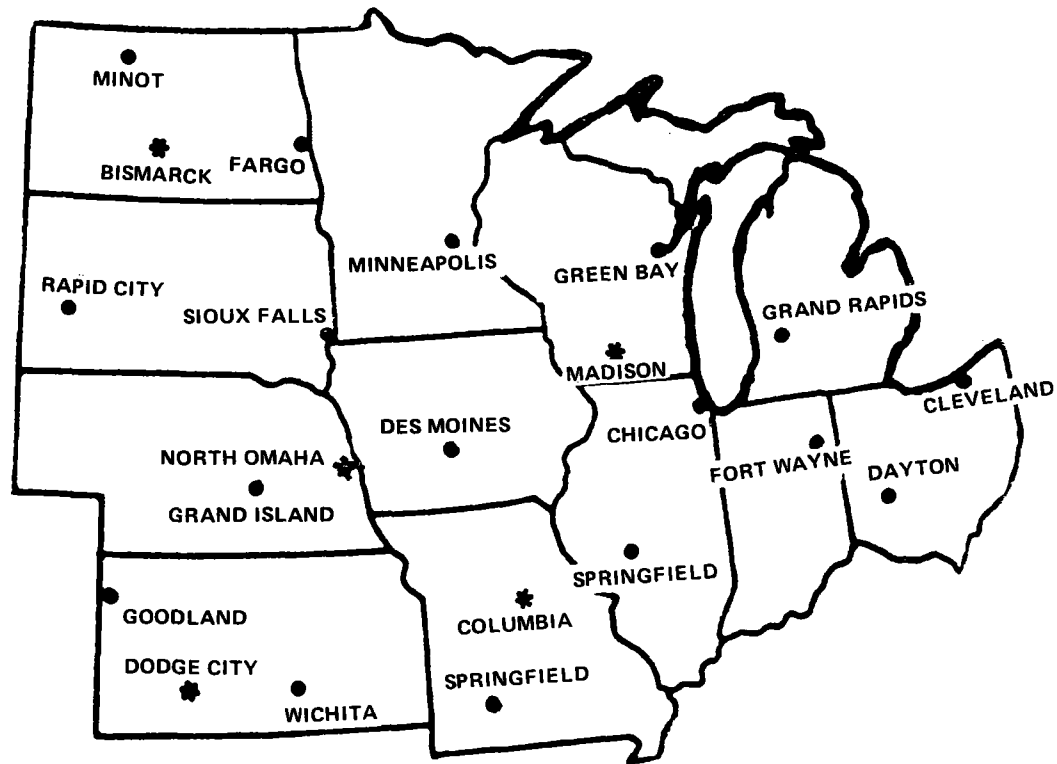 MINOT
BISMARCK
FARGO
MINNEAPOLIS
GREEN BAY
RAPID CITY
SIOUX FALLS
GRAND RAPIDS
MADISON
CLEVELAND
DES MOINES
CHICAGO
NORTH OMAHA
FORT WAYNE
DAYTON
GRAND ISLAND
SPRINGFIELD
GOODLAND
COLUMBIA
DODGE CITY
SPRINGFIELD
WICHITA